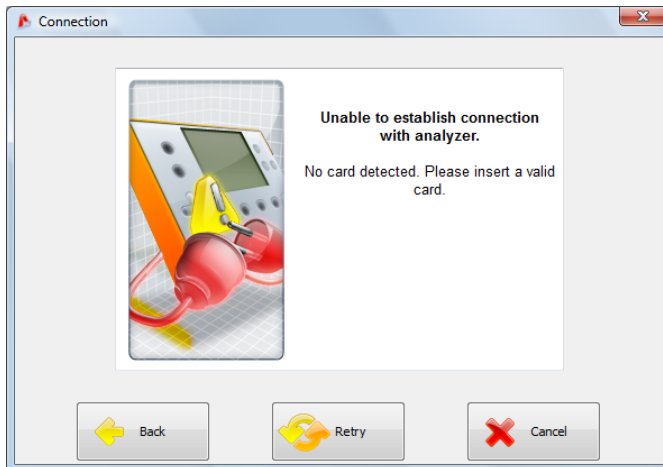 Connection
Unable to establish connection
with analyzer.
No card detected. Please insert a valid
card.
Back
Retry
Cancel